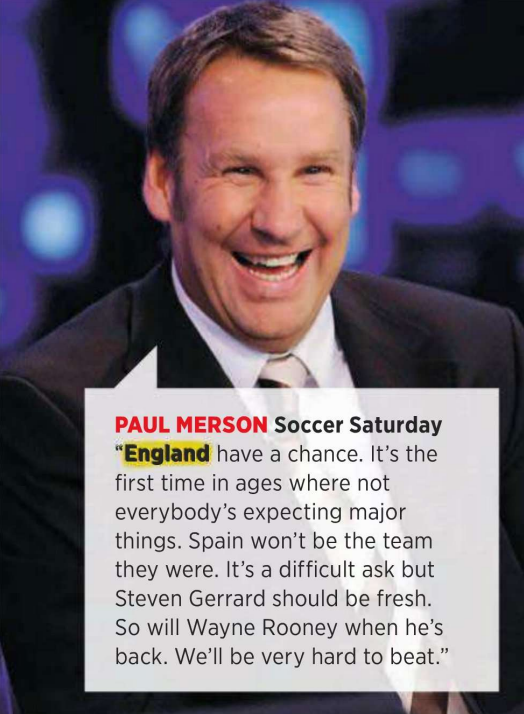 PAUL MERSON Soccer Saturday
“England have a chance. It’s the
first time in ages where not
everybody’s expecting major
things. Spain won’t be the team
they were. It’s a difficult ask but
Steven Gerrard should be fresh.
So will Wayne Rooney when he’s
back. We’ll be very hard to beat.”